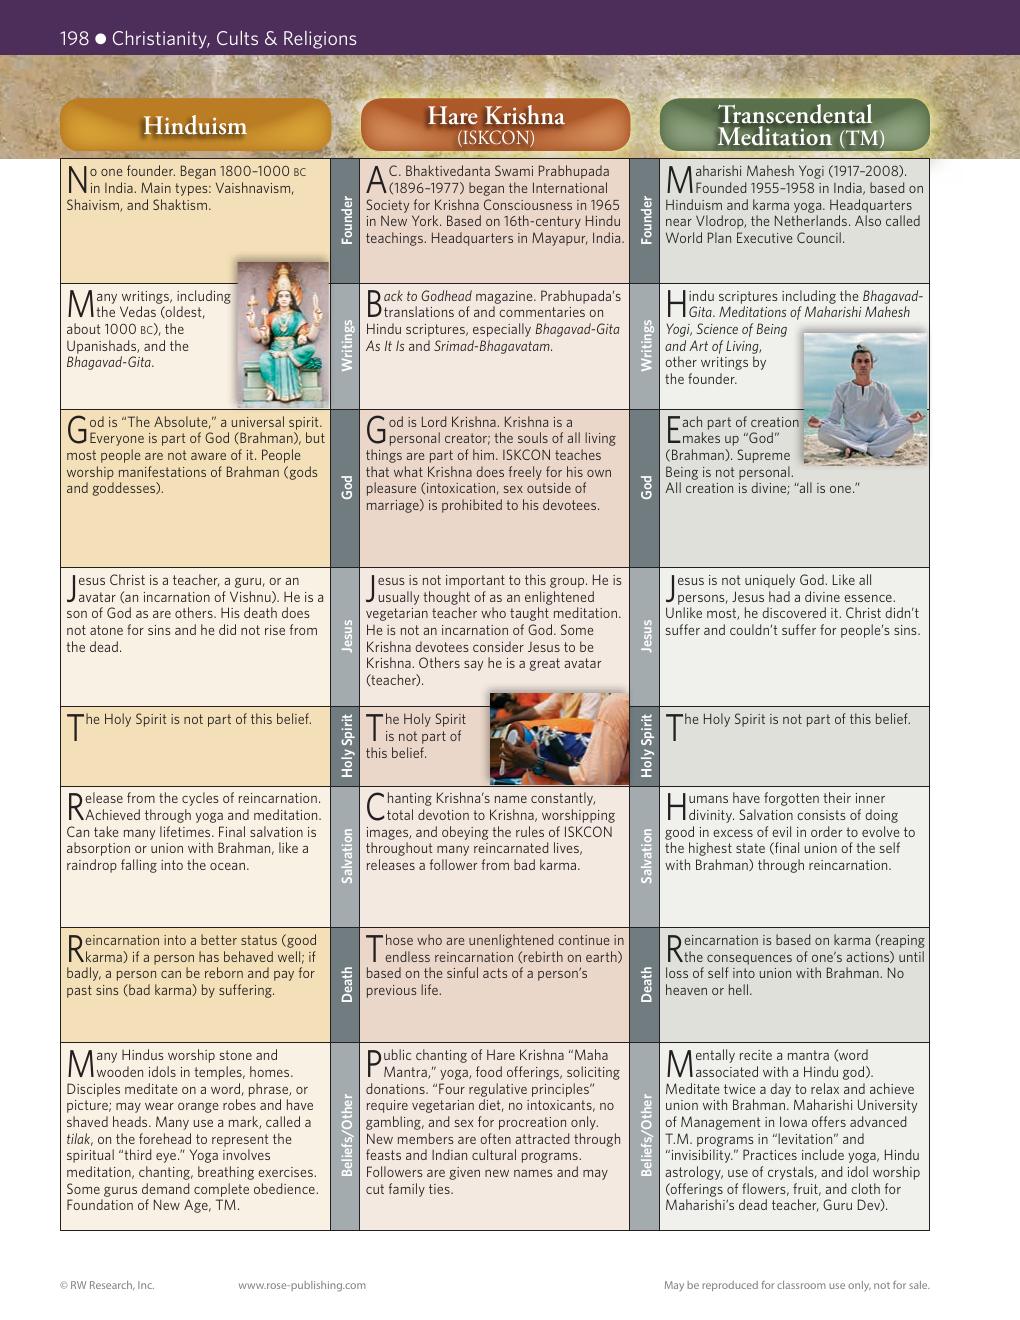 198 ● Christianity, Cults & Religions
Hinduism
Hare Krishna
(ISKCON)
Transcendental
Meditation (TM)
No one founder. Began 1800–1000 BC
in India. Main types: Vaishnavism,
Shaivism, and Shaktism.
Founder
A C. Bhaktivedanta Swami Prabhupada
(1896–1977) began the International
Society for Krishna Consciousness in 1965
in New York. Based on 16th-century Hindu
teachings. Headquarters in Mayapur, India.
Founder
Maharishi Mahesh Yogi (1917–2008).
Founded 1955–1958 in India, based on
Hinduism and karma yoga. Headquarters
near Vlodrop, the Netherlands. Also called
World Plan Executive Council.
Many writings, including
the Vedas (oldest,
about 1000 BC), the
Upanishads, and the
Bhagavad-Gita.
Writings
Back to Godhead magazine. Prabhupada's
translations of and commentaries on
Hindu scriptures, especially Bhagavad-Gita
As It Is and Srimad-Bhagavatam.
Writings
Hindu scriptures including the Bhagavad-
Gita. Meditations of Maharishi Mahesh
Yogi, Science of Being
and Art of Living,
other writings by
the founder.
God is “The Absolute,” a universal spirit.
Everyone is part of God (Brahman), but
most people are not aware of it. People
worship manifestations of Brahman (gods
and goddesses).
God
God is Lord Krishna. Krishna is a
personal creator; the souls of all living
things are part of him. ISKCON teaches
that what Krishna does freely for his own
pleasure (intoxication, sex outside of
marriage) is prohibited to his devotees.
God
Each part of creation
makes up “God”
(Brahman). Supreme
Being is not personal.
All creation is divine; “all is one.”
Jesus Christ is a teacher, a guru, or an
avatar (an incarnation of Vishnu). He is a
son of God as are others. His death does
not atone for sins and he did not rise from
the dead.
Jesus
Jesus is not important to this group. He is
usually thought of as an enlightened
vegetarian teacher who taught meditation.
He is not an incarnation of God. Some
Krishna devotees consider Jesus to be
Krishna. Others say he is a great avatar
(teacher).
Jesus
Jesus is not uniquely God. Like all
persons, Jesus had a divine essence.
Unlike most, he discovered it. Christ didn't
suffer and couldn't suffer for people's sins.
The Holy Spirit is not part of this belief.
Holy Spirit
The Holy Spirit
is not part of
this belief.
Holy Spirit
The Holy Spirit is not part of this belief.
Release from the cycles of reincarnation.
Achieved through yoga and meditation.
Can take many lifetimes. Final salvation is
absorption or union with Brahman, like a
raindrop falling into the ocean.
Salvation
Chanting Krishna's name constantly,
total devotion to Krishna, worshipping
images, and obeying the rules of ISKCON
throughout many reincarnated lives,
releases a follower from bad karma.
Salvation
Humans have forgotten their inner
divinity. Salvation consists of doing
good in excess of evil in order to evolve to
the highest state (final union of the self
with Brahman) through reincarnation.
Reincarnation into a better status (good
karma) if a person has behaved well; if
badly, a person can be reborn and pay for
past sins (bad karma) by suffering.
Death
Those who are unenlightened continue in
endless reincarnation (rebirth on earth)
based on the sinful acts of a person's
previous life.
Death
Reincarnation is based on karma (reaping
the consequences of one's actions) until
loss of self into union with Brahman. No
heaven or hell.
Many Hindus worship stone and
wooden idols in temples, homes.
Disciples meditate on a word, phrase, or
picture; may wear orange robes and have
shaved heads. Many use a mark, called a
tilak, on the forehead to represent the
spiritual “third eye.” Yoga involves
meditation, chanting, breathing exercises.
Some gurus demand complete obedience.
Foundation of New Age, TM.
Beliefs/Other
Public chanting of Hare Krishna “Maha
Mantra,” yoga, food offerings, soliciting
donations. “Four regulative principles”
require vegetarian diet, no intoxicants, no
gambling, and sex for procreation only.
New members are often attracted through
feasts and Indian cultural programs.
Followers are given new names and may
cut family ties.
Beliefs/Other
Mentally recite a mantra (word
associated with a Hindu god).
Meditate twice a day to relax and achieve
union with Brahman. Maharishi University
of Management in Iowa offers advanced
T.M. programs in “levitation” and
“invisibility.” Practices include yoga, Hindu
astrology, use of crystals, and idol worship
(offerings of flowers, fruit, and cloth for
Maharishi's dead teacher, Guru Dev).
© RW Research, Inc.
www.rose-publishing.com
May be reproduced for classroom use only, not for sale.